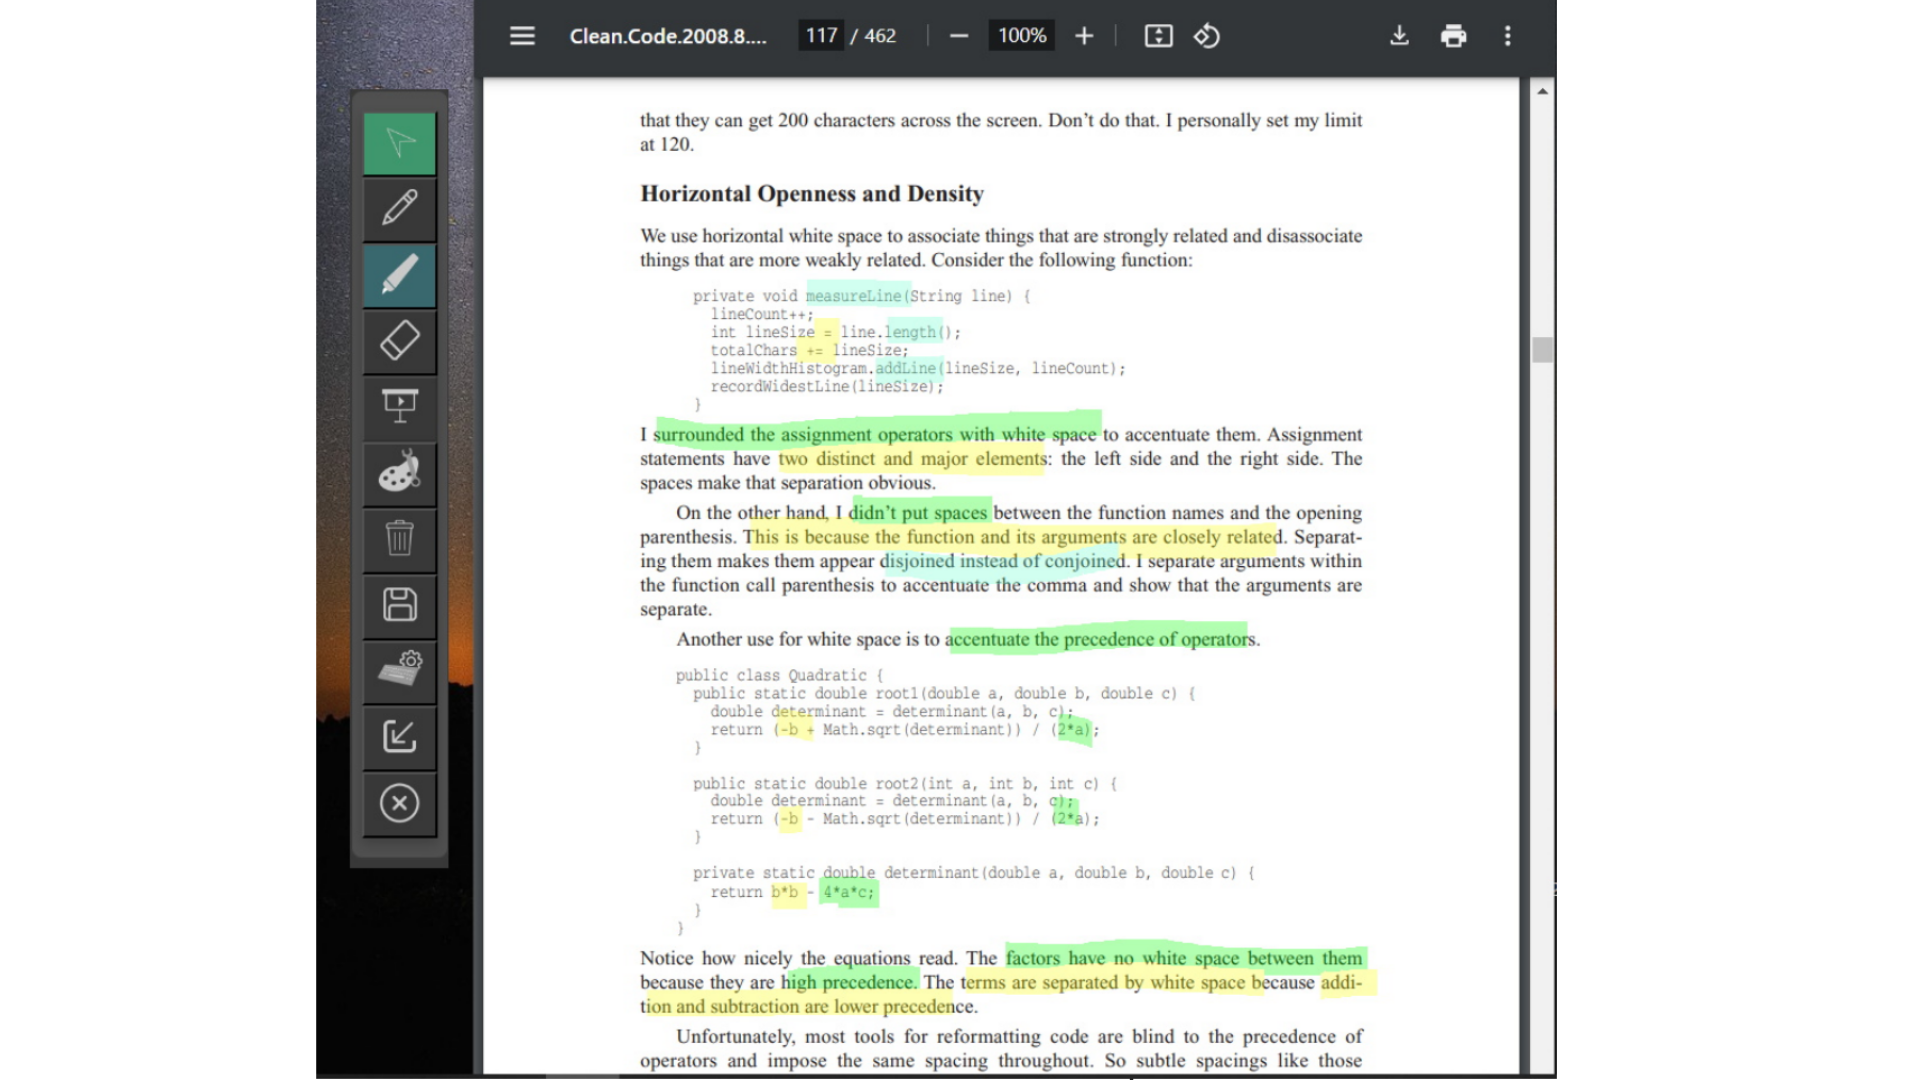 Clean.Code.2008.8.... 117 / 462 100%
that they can get 200 characters across the screen. Don't do that. I personally set my limit
at 120.
Horizontal Openness and Density
We use horizontal white space to associate things that are strongly related and disassociate
things that are more weakly related. Consider the following function:
private void measureLine(String line) {
lineCount++;
int lineSize = line.length();
totalChars += lineSize;
lineWidthHistogram.addLine(lineSize, lineCount);
recordWidestLine(lineSize);
}
I surrounded the assignment operators with white space to accentuate them. Assignment
statements have two distinct and major elements: the left side and the right side. The
spaces make that separation obvious.
On the other hand, I didn't put spaces between the function names and the opening
parenthesis. This is because the function and its arguments are closely related. Separat-
ing them makes them appear disjoined instead of conjoined. I separate arguments within
the function call parenthesis to accentuate the comma and show that the arguments are
separate.
Another use for white space is to accentuate the precedence of operators.
public class Quadratic {
public static double root1(double a, double b, double c) {
double determinant = determinant(a, b, c);
return (-b + Math.sqrt(determinant)) / (2*a);
}
public static double root2(int a, int b, int c) {
double determinant = determinant(a, b, c);
return (-b - Math.sqrt(determinant)) / (2*a);
}
private static double determinant(double a, double b, double c) {
return b*b - 4*a*c;
}
}
Notice how nicely the equations read. The factors have no white space between them
because they are high precedence. The terms are separated by white space because addi-
tion and subtraction are lower precedence.
Unfortunately, most tools for reformatting code are blind to the precedence of
operators and impose the same spacing throughout. So subtle spacings like those